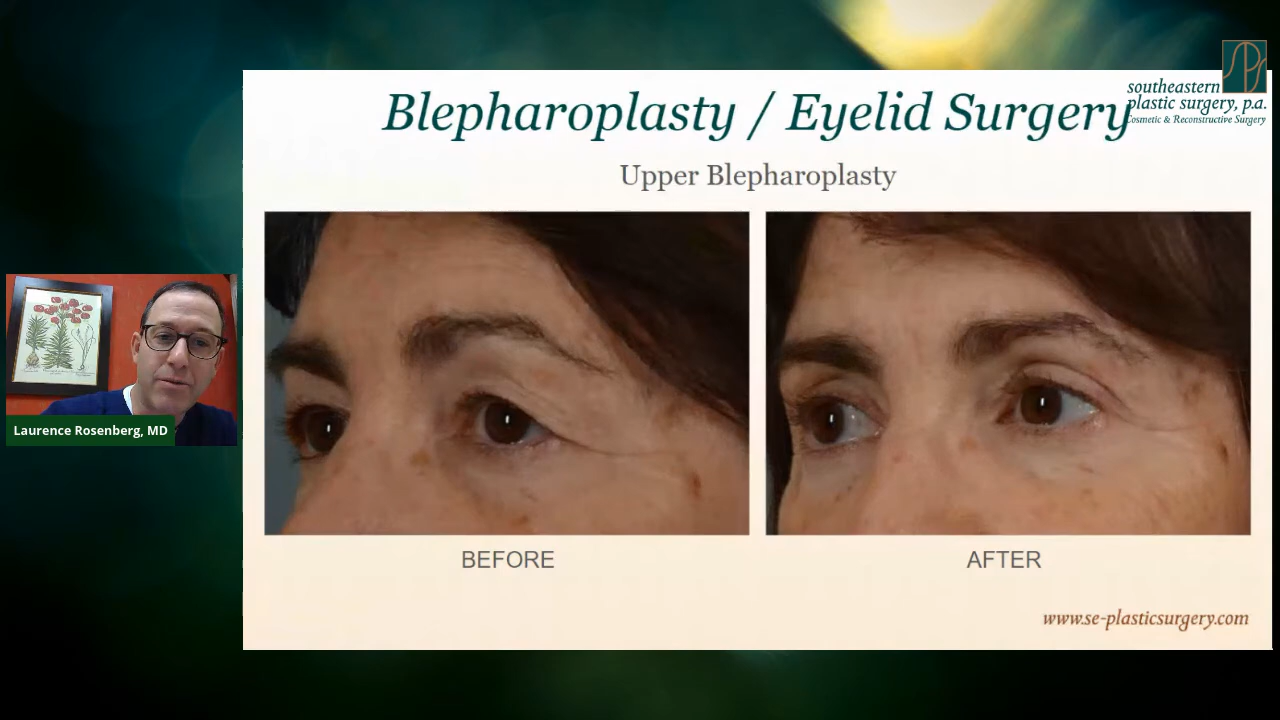 Blepharoplasty / Eyelid Surgery
southeastern
plastic surgery, p.a.
Cosmetic & Reconstructive Surgery
Upper Blepharoplasty
Laurence Rosenberg, MD
BEFORE
AFTER
www.se-plasticsurgery.com